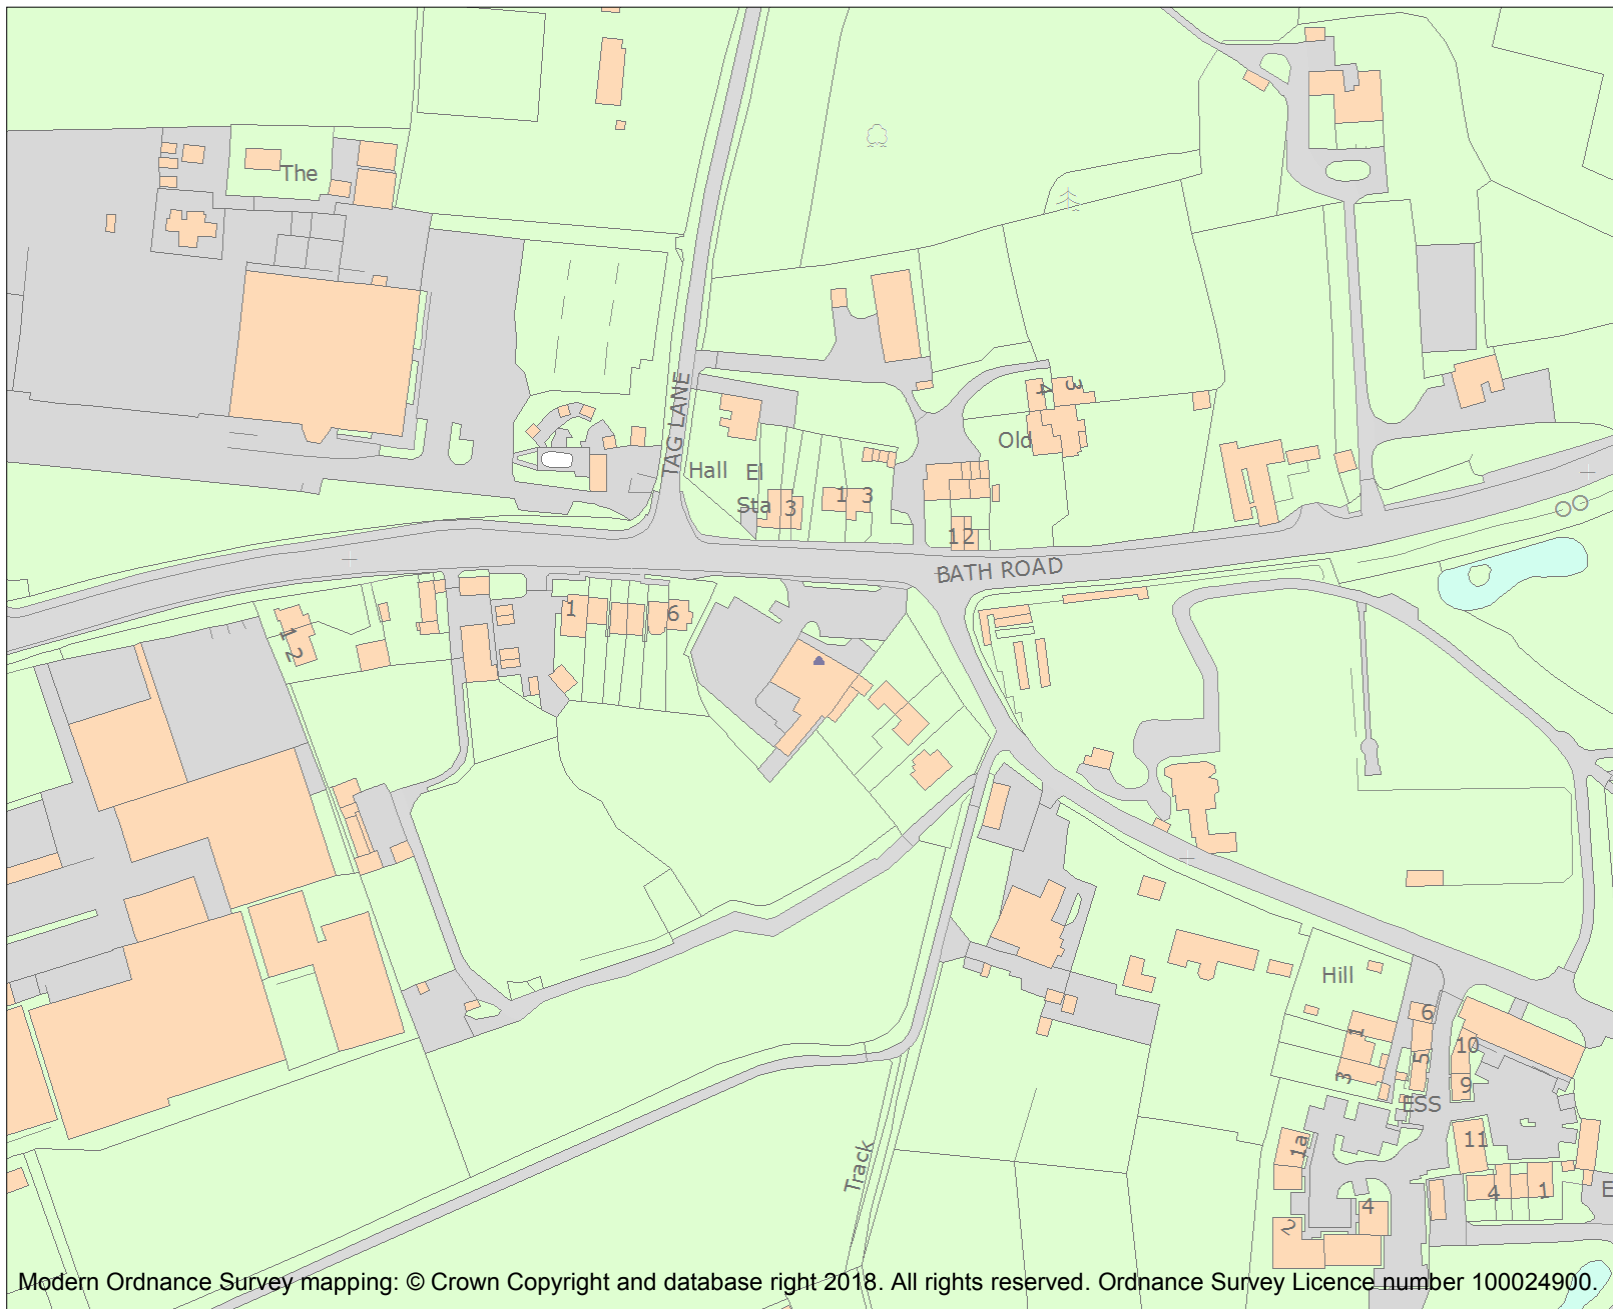 The
TAG LANE
4
3
Old
Hall
El
Sta
3
1
3
12
BATH ROAD
1
6
1
2
Hill
6
1
10
5
3
9
ESS
11
1a
4
1
E
4
2
Track
Modern Ordnance Survey mapping: © Crown Copyright and database right 2018. All rights reserved. Ordnance Survey Licence number 100024900.